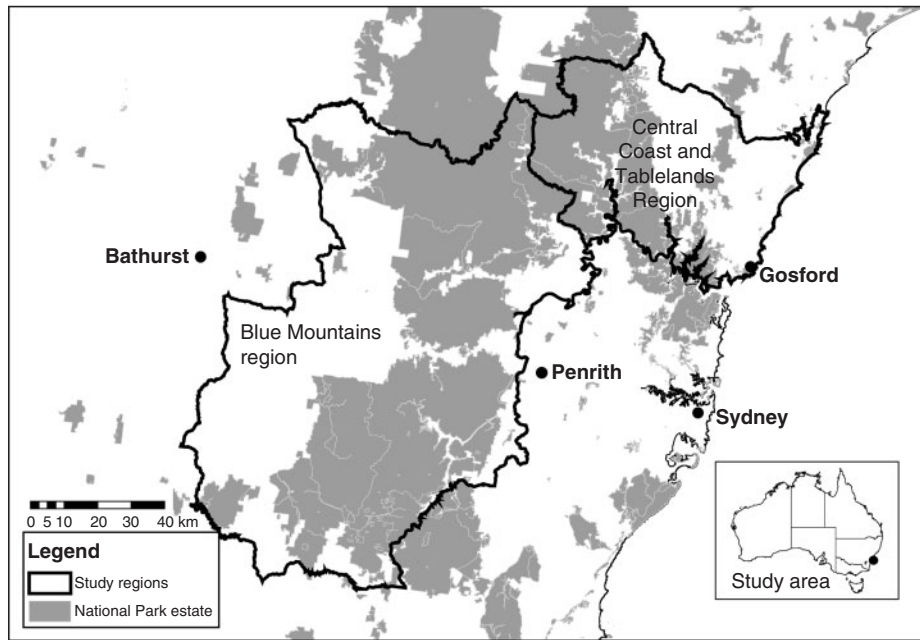 Central
Coast and
Tablelands
Region
Bathurst
Gosford
Blue Mountains
region
Penrith
Sydney
0 5 10 20 30 40 km
Legend
Study regions
National Park estate
Study area